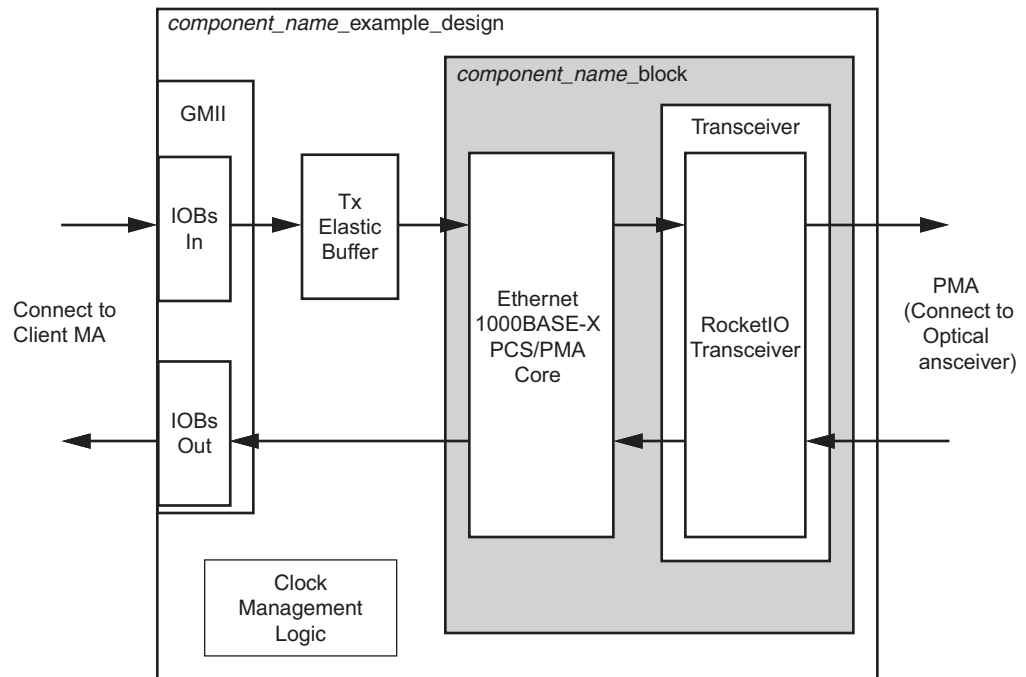 component_name_example_design
component_name_block
GMII
Transceiver
IOBs
In
Tx
Elastic
Buffer
Connect to
Client MA
Ethernet
1000BASE-X
PCS/PMA
Core
RocketIO
Transceiver
PMA
(Connect to
Optical
ansceiver)
IOBs
Out
Clock
Management
Logic